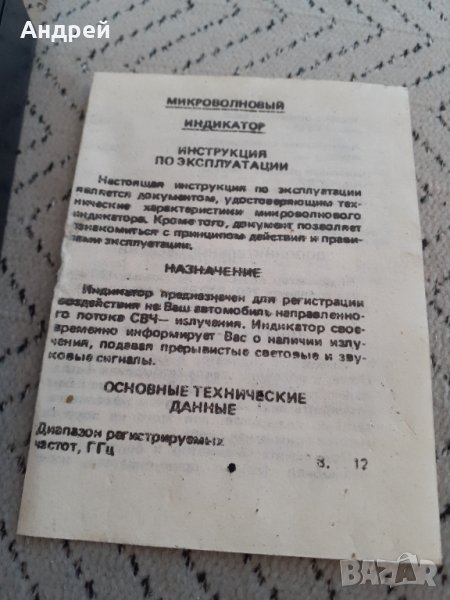 Андрей
МИКРОВОЛНОВЫЙ
ИНДИКАТОР
ИНСТРУКЦИЯ
ПО ЭКСПЛУАТАЦИИ
Настоящая инструкция по эксплуатации
является документом, удостоверяющим тех-
нические характеристики микроволнового
индикатора. Кроме того, документ позволяет
ознакомиться с принципом действия и прави-
лами эксплуатации.
НАЗНАЧЕНИЕ
Индикатор предназначен для регистрации
воздействия на Ваш автомобиль направленно-
го потока СВЧ— излучения. Индикатор свое-
временно информирует Вас о наличии излу-
чения, подавая прерывистые световые и зву-
ковые сигналы.
ОСНОВНЫЕ ТЕХНИЧЕСКИЕ
ДАННЫЕ
Диапазон регистрируемых
частот, ГГц 8. 12
BAZAR